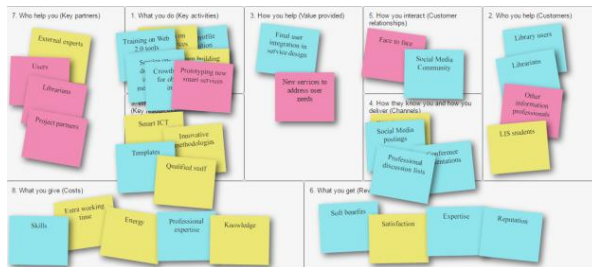 7. Who help you (Key partners)
External experts
Users
Librarians
Project partners
1. What you do (Key activities)
Training on Web
2.0 tools
Prototyping new
smart services
(Key
Smart ICT
Innovative
methodologies
Templates
Qualified staff
3. How you help (Value provided)
Final user
integration to
service design
New services to
address user
needs
5. How you interact (Customer
relationships)
Face to face
Social Media
Community
4. How they know you and how you
deliver (Channels)
Social Media
postings
Professional
discussion lists
2. Who you help (Customers)
Library users
Librarians
Other
information
professionals
LIS students
8. What you give (Costs)
Skills
Extra working
time
Energy
Professional
expertise
Knowledge
6. What you get
Soft benefits
Satisfaction
Expertise
Reputation